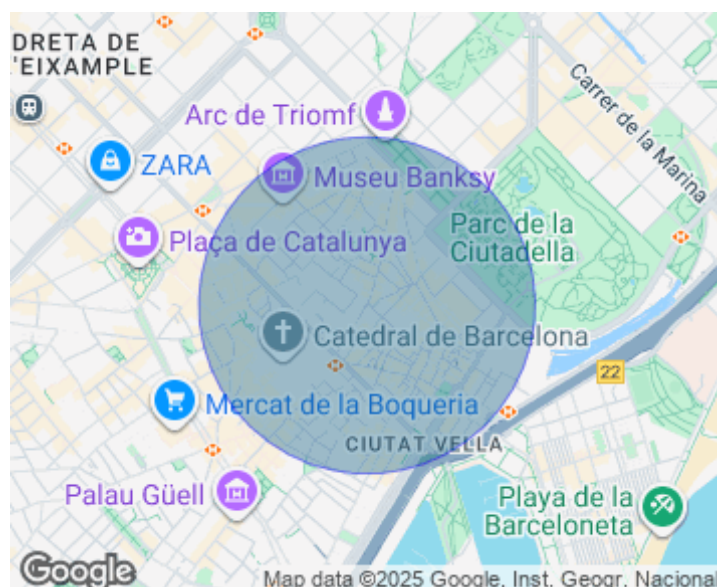 DRETA DE
L'EIXAMPLE
Arc de Triomf
Carrer de la Marina
ZARA
Museu Banksy
Plaça de Catalunya
Parc de la
Ciutadella
Catedral de Barcelona
22
Mercat de la Boqueria
CIUTAT VELLA
Palau Güell
Playa de la
Barceloneta
Google
Map data ©2025 Google, Inst. Geogr. Nacional